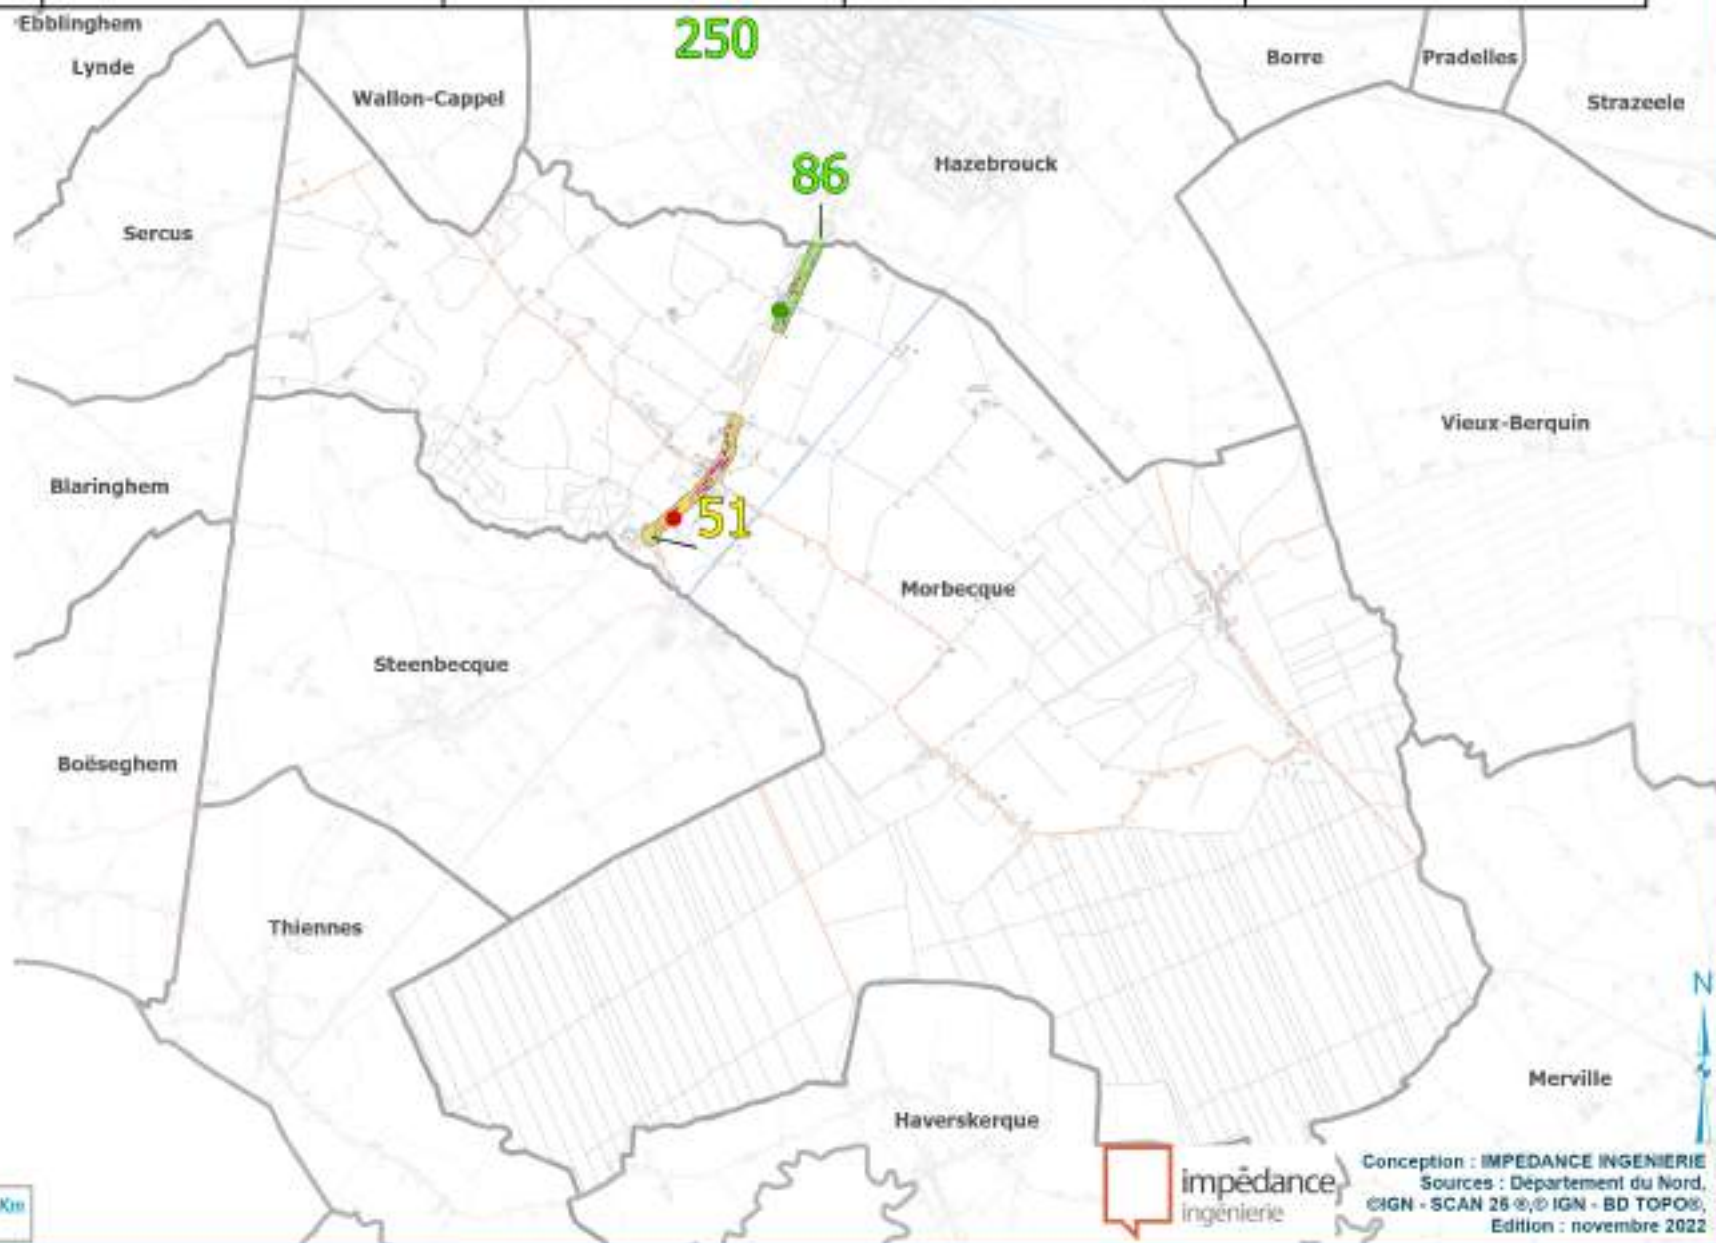 Ebblinghem
Lynde
250
Borre
Pradelles
Wallon-Cappel
Strazeele
86
Hazebrouck
Sercus
Vieux-Berquin
Blaringhem
51
Morbecque
Steenbecque
Boëseghem
Thiennes
N
Merville
Haverskerque
Km
impédance
ingénierie
Conception : IMPEDANCE INGENIERIE
Sources : Département du Nord,
©IGN - SCAN 25 ®,© IGN - BD TOPO®,
Edition : novembre 2022